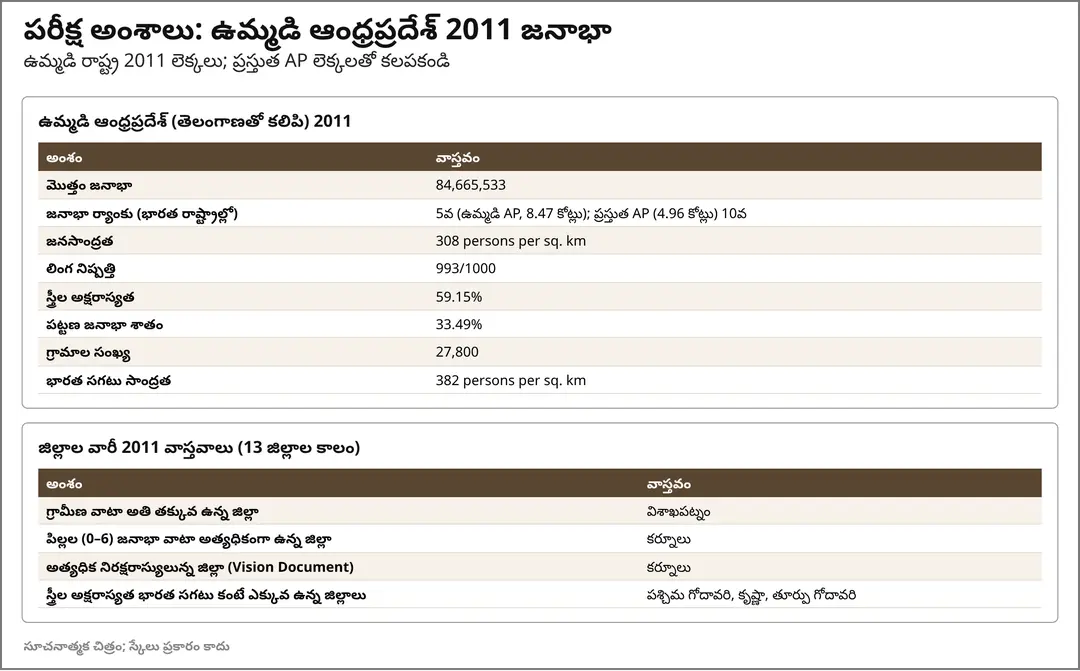 పరీక్ష అంశాలు: ఉమ్మడి ఆంధ్రప్రదేశ్ 2011 జనాభా
ఉమ్మడి రాష్ట్ర 2011 లెక్కలు; ప్రస్తుత AP లెక్కలతో కలపకండి
ఉమ్మడి ఆంధ్రప్రదేశ్ (తెలంగాణతో కలిపి) 2011
అంశం వాస్తవం
మొత్తం జనాభా 84,665,533
జనాభా ర్యాంకు (భారత రాష్ట్రాల్లో) 5వ (ఉమ్మడి AP, 8.47 కోట్లు); ప్రస్తుత AP (4.96 కోట్లు) 10వ
జనసాంద్రత 308 persons per sq. km
లింగ నిష్పత్తి 993/1000
స్త్రీల అక్షరాస్యత 59.15%
పట్టణ జనాభా శాతం 33.49%
గ్రామాల సంఖ్య 27,800
భారత సగటు సాంద్రత 382 persons per sq. km
జిల్లాల వారీ 2011 వాస్తవాలు (13 జిల్లాల కాలం)
అంశం వాస్తవం
గ్రామీణ వాటా అతి తక్కువ ఉన్న జిల్లా విశాఖపట్నం
పిల్లల (0–6) జనాభా వాటా అత్యధికంగా ఉన్న జిల్లా కర్నూలు
అత్యధిక నిరక్షరాస్యులున్న జిల్లా (Vision Document) కర్నూలు
స్త్రీల అక్షరాస్యత భారత సగటు కంటే ఎక్కువ ఉన్న జిల్లాలు పశ్చిమ గోదావరి, కృష్ణా, తూర్పు గోదావరి
సూచనాత్మక చిత్రం; స్కేలు ప్రకారం కాదు